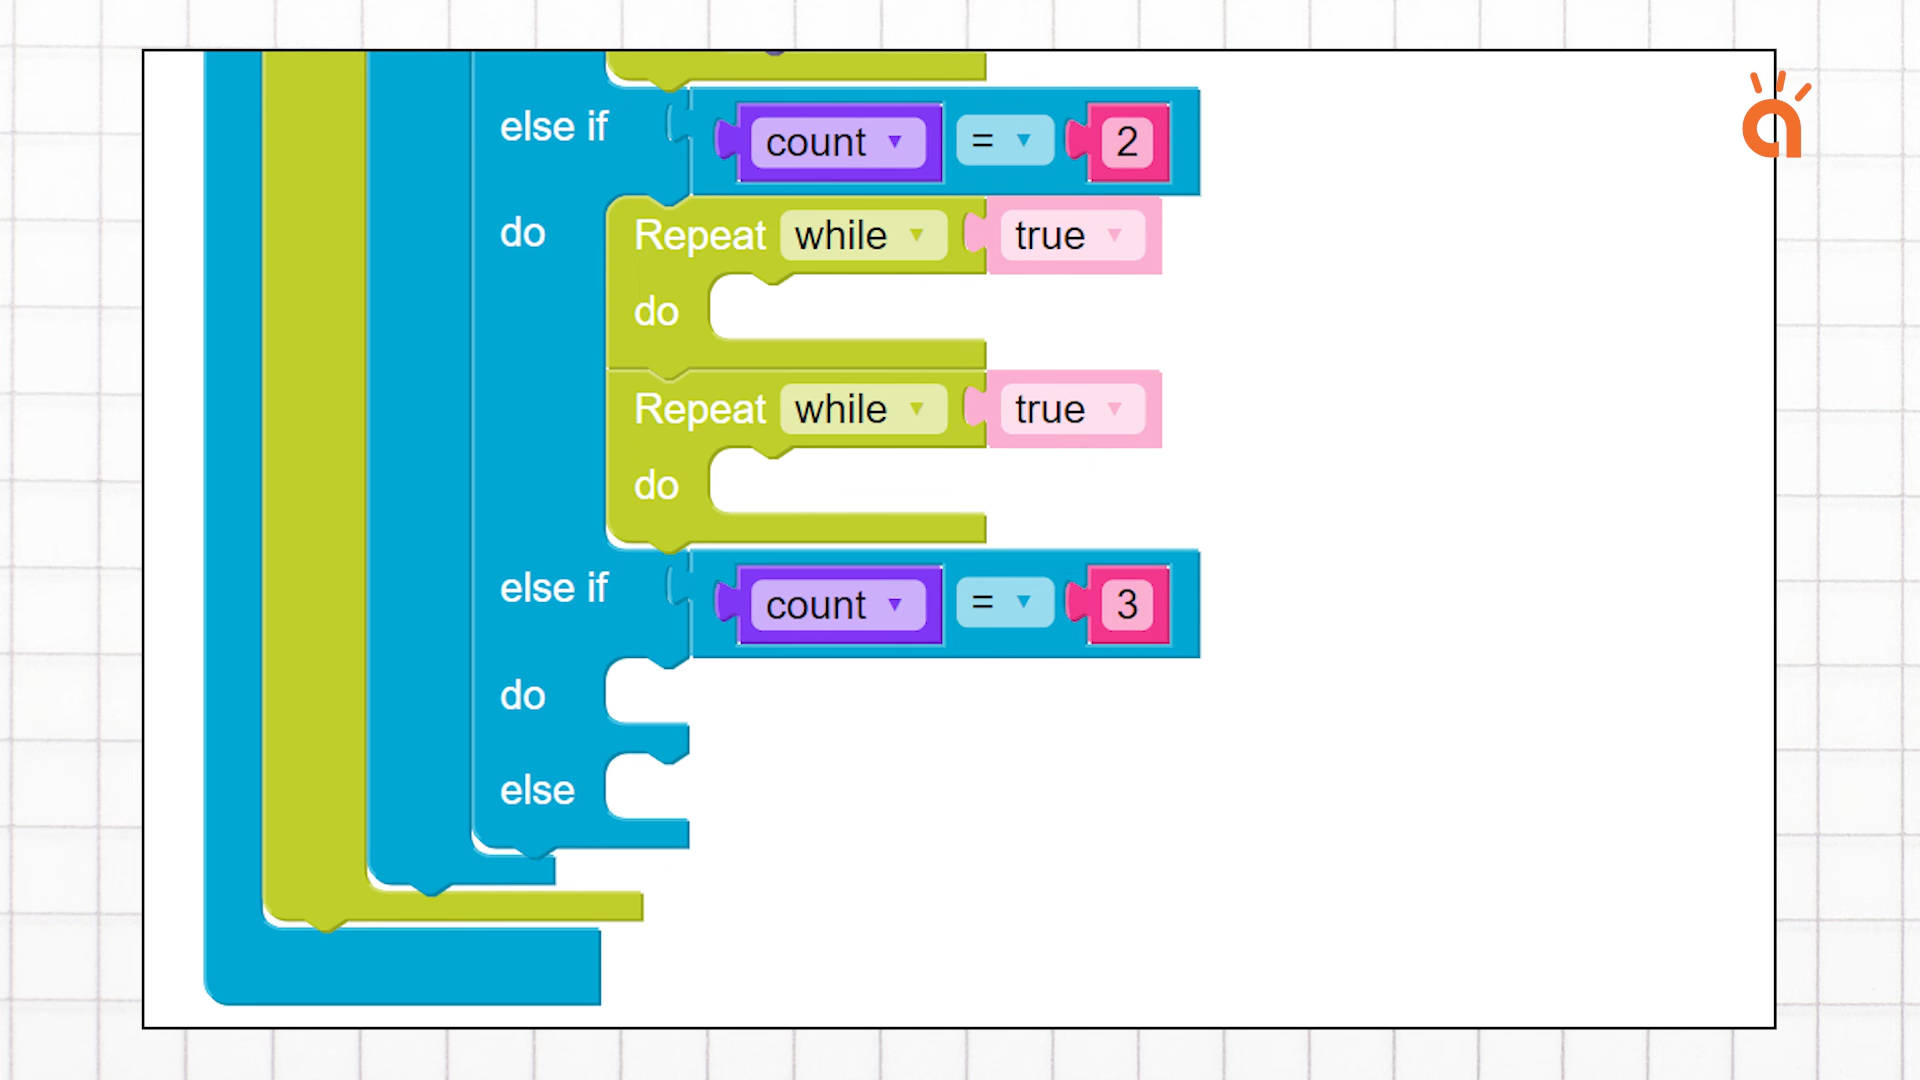 else if count = 2
do Repeat while true
do
Repeat while true
do
else if count = 3
do
else